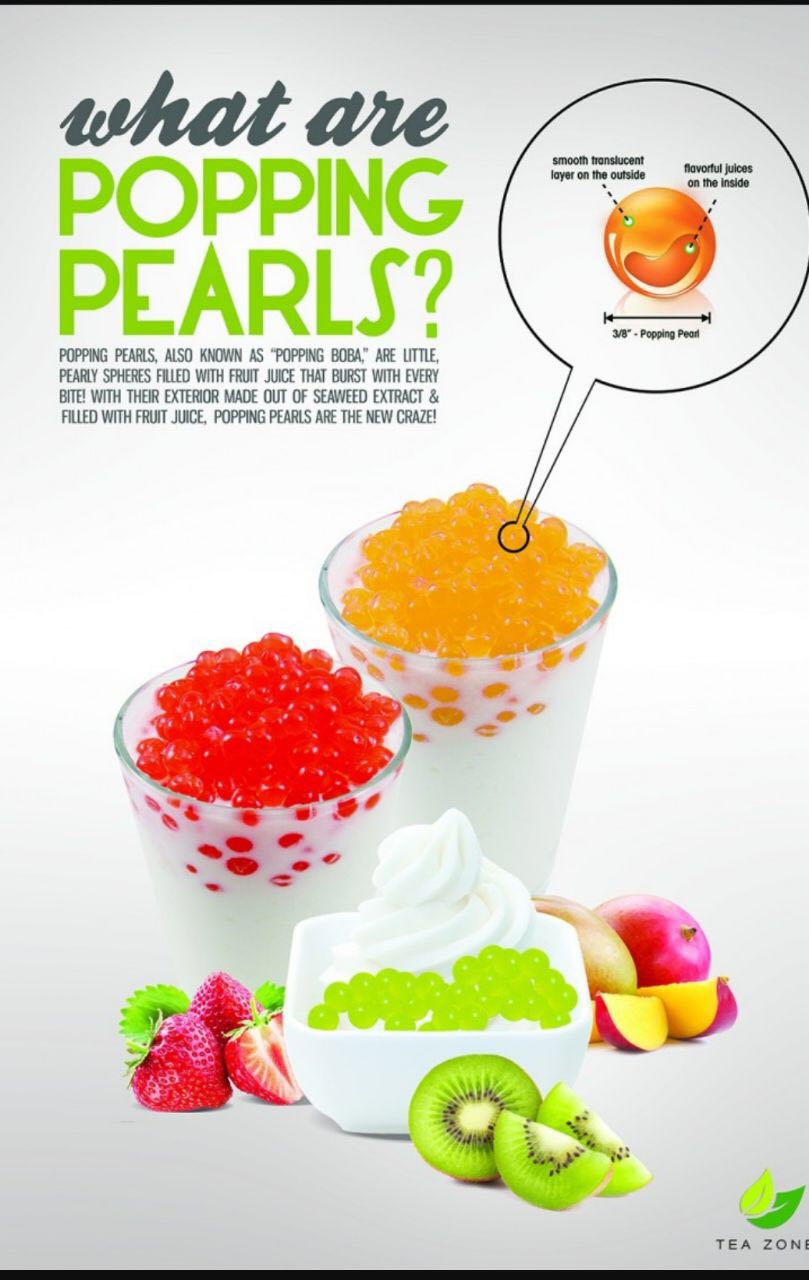 what are
POPPING
PEARLS?
POPPING PEARLS, ALSO KNOWN AS "POPPING BOBA," ARE LITTLE,
PEARLY SPHERES FILLED WITH FRUIT JUICE THAT BURST WITH EVERY
BITE! WITH THEIR EXTERIOR MADE OUT OF SEAWEED EXTRACT &
FILLED WITH FRUIT JUICE, POPPING PEARLS ARE THE NEW CRAZE!
smooth translucent
layer on the outside
flavorful juices
on the inside
3/8" - Popping Pearl
TEA ZONE